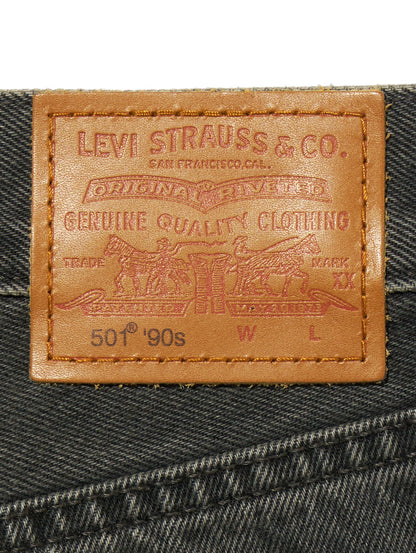 LEVI STRAUSS & CO.
SAN FRANCISCO, CAL.
ORIGINAL RIVETED
GENUINE QUALITY CLOTHING
TRADE MARK
XX
501® '90s W L